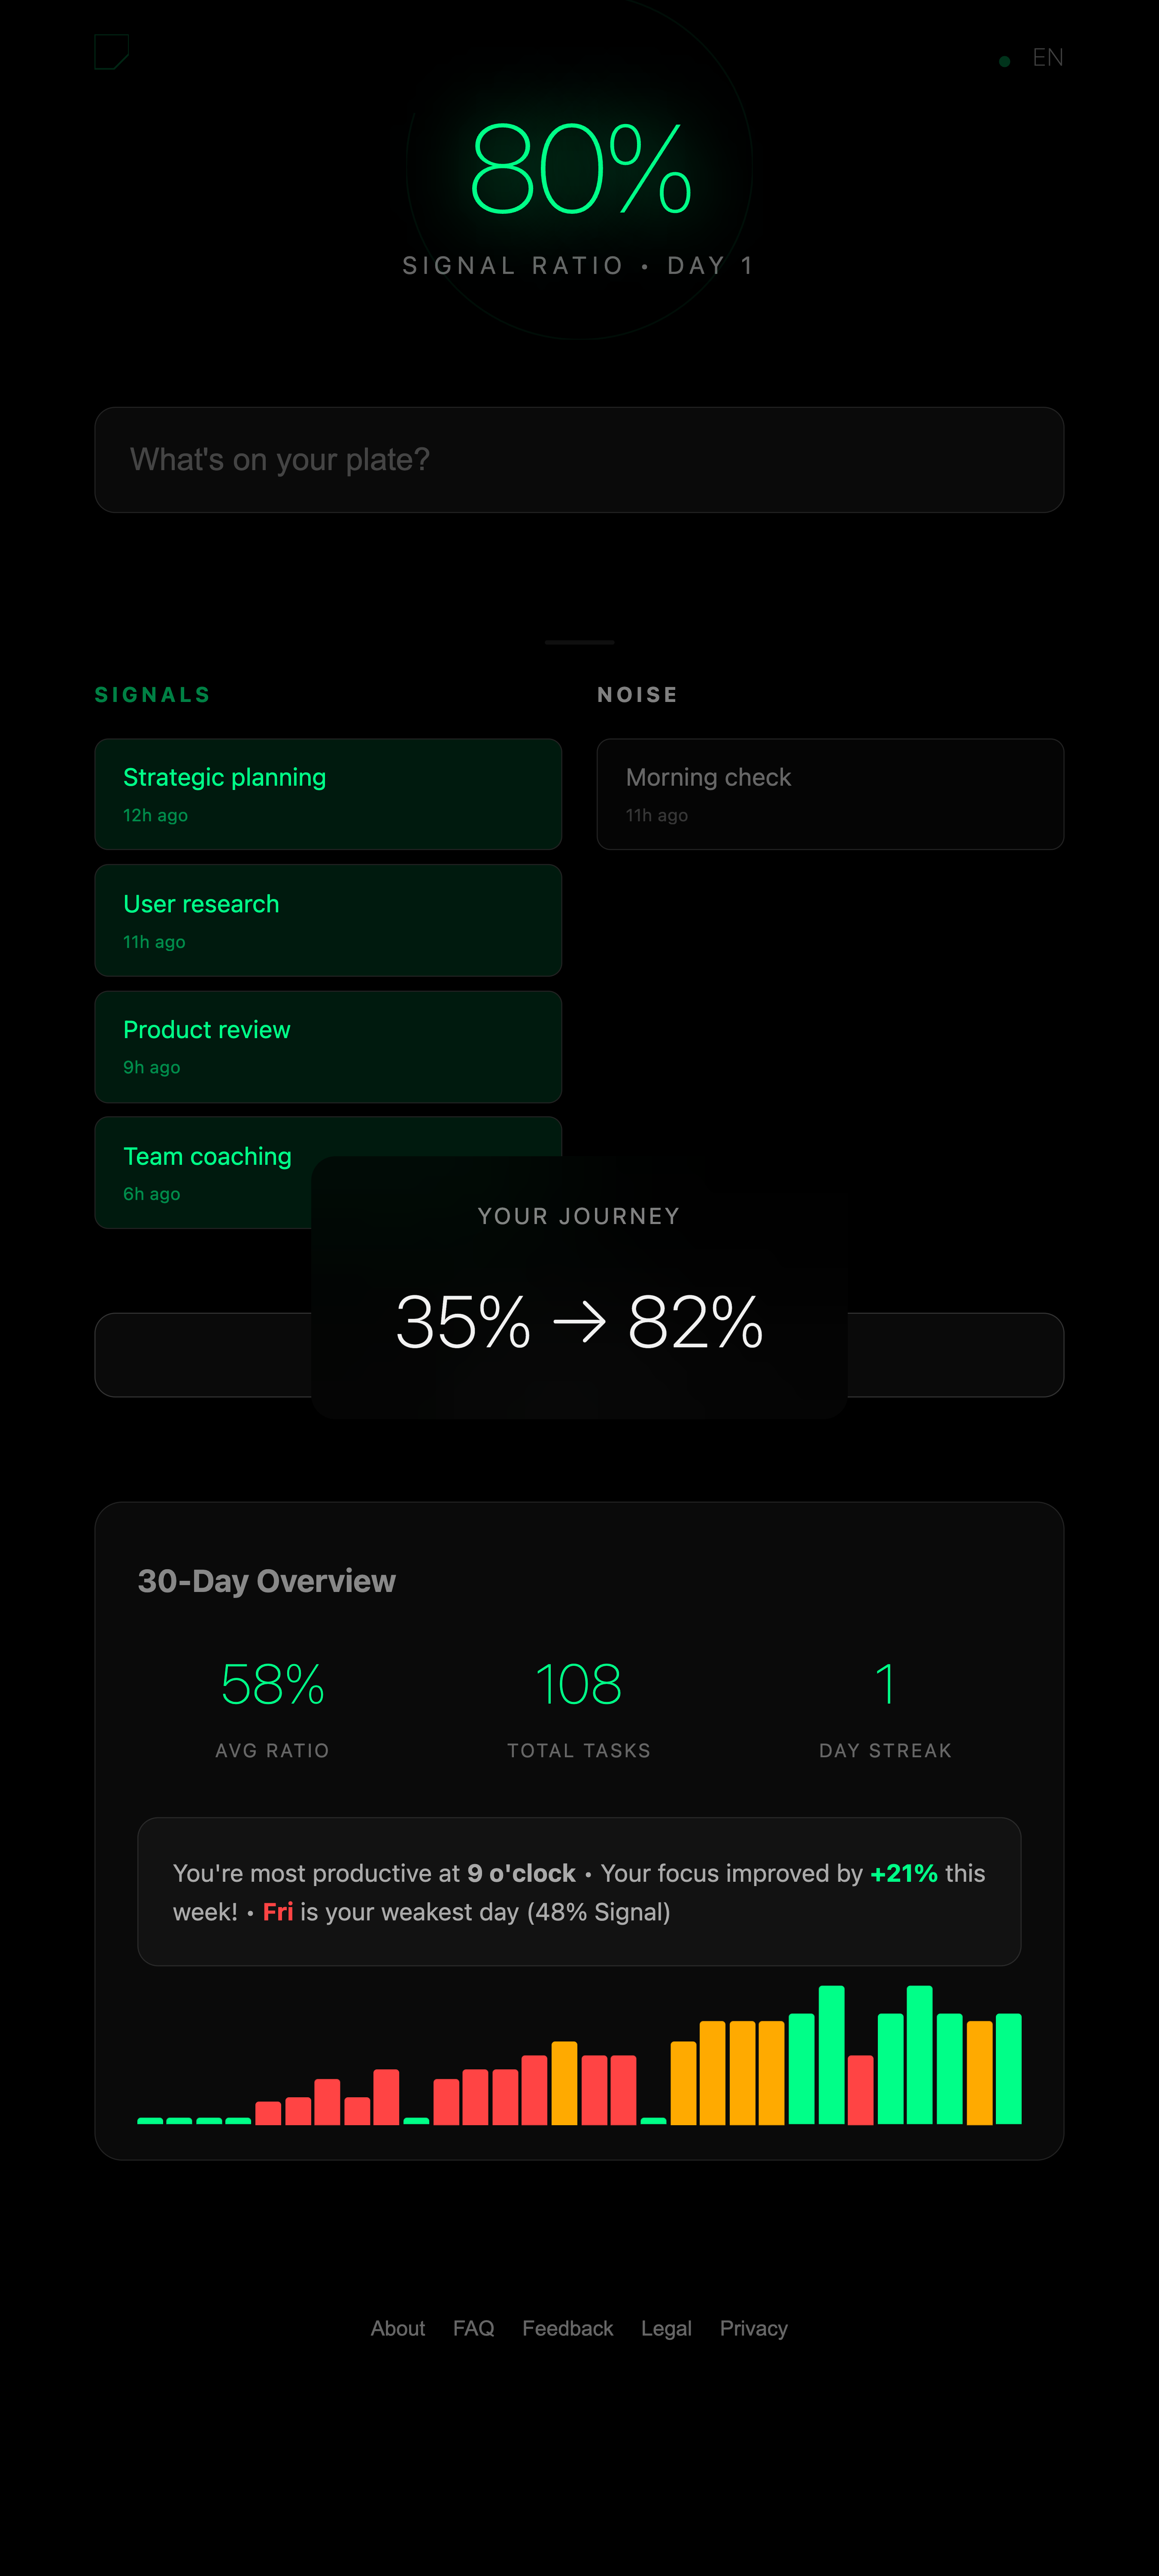 EN
80%
SIGNAL RATIO • DAY 1
What's on your plate?
SIGNALS
Strategic planning
12h ago
User research
11h ago
Product review
9h ago
Team coaching
6h ago
NOISE
Morning check
11h ago
YOUR JOURNEY
35% → 82%
30-Day Overview
58%
AVG RATIO
108
TOTAL TASKS
1
DAY STREAK
You're most productive at 9 o'clock • Your focus improved by +21% this
week! • Fri is your weakest day (48% Signal)
About FAQ Feedback Legal Privacy